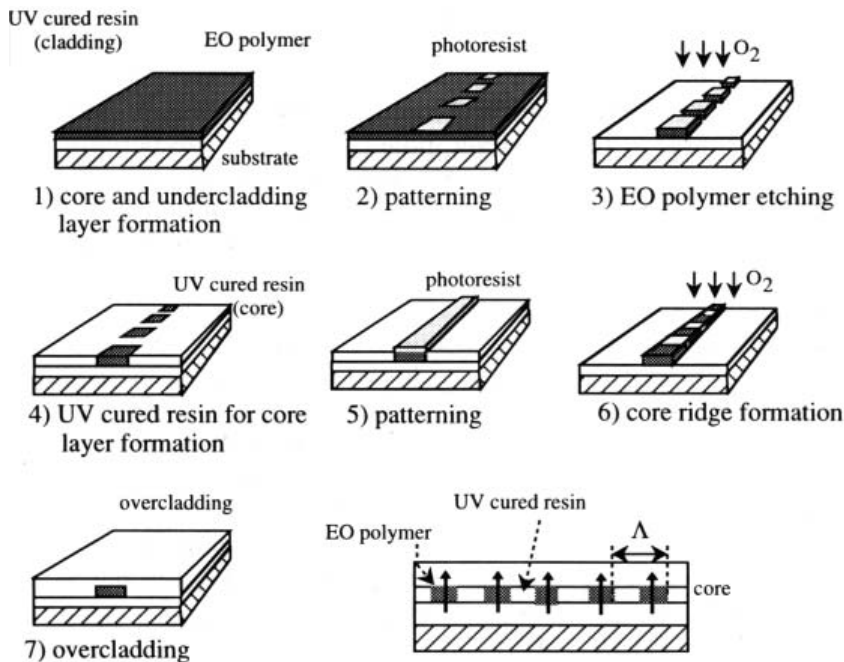 UV cured resin
(cladding)
EO polymer
substrate
1) core and undercladding
layer formation
photoresist
2) patterning
O2
3) EO polymer etching
UV cured resin
(core)
4) UV cured resin for core
layer formation
photoresist
5) patterning
O2
6) core ridge formation
overcladding
7) overcladding
UV cured resin
EO polymer
Λ
core